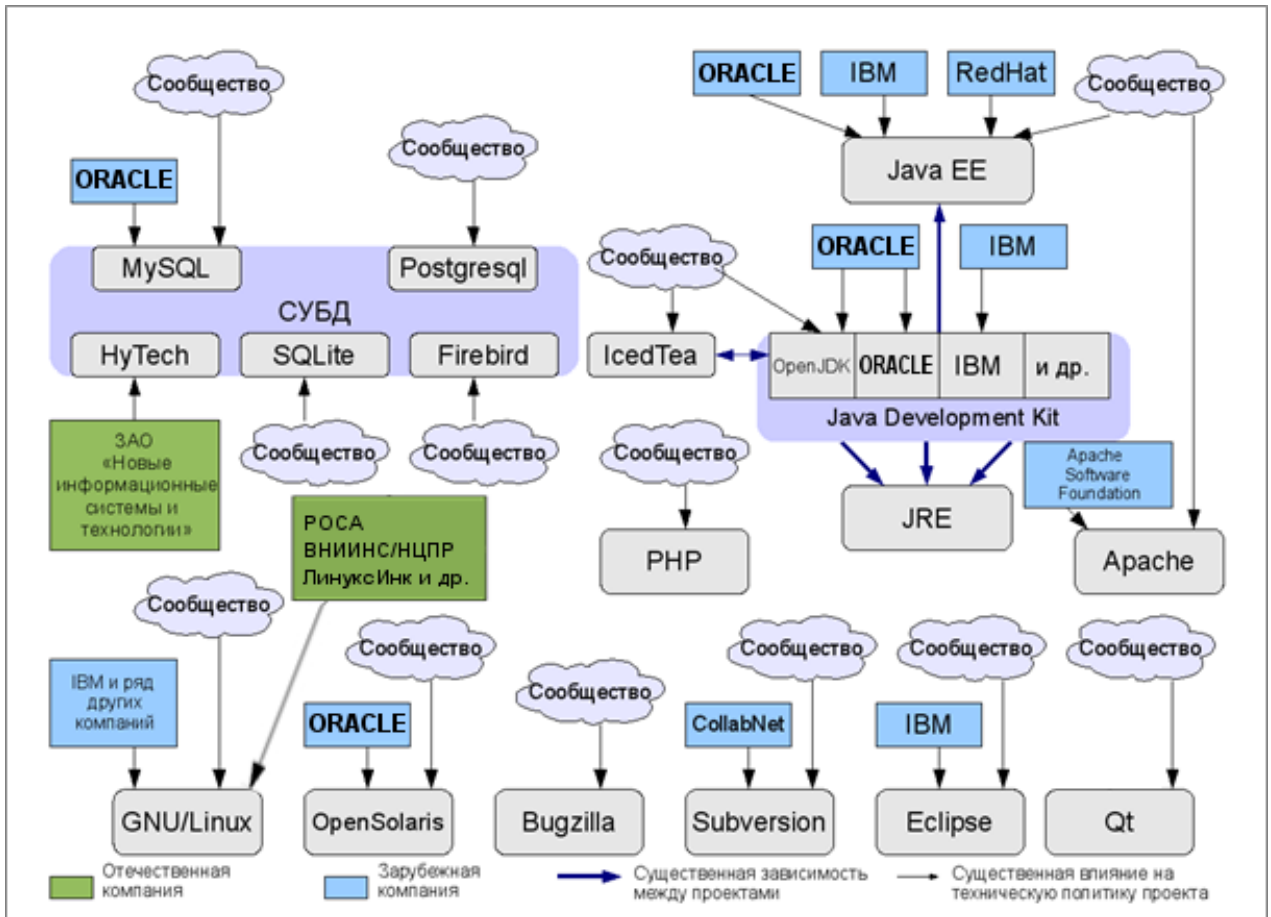 Сообщество
ORACLE
IBM
RedHat
Сообщество
Сообщество
Java EE
ORACLE
Сообщество
ORACLE
IBM
MySQL
Postgresql
СУБД
HyTech
SQLite
Firebird
IcedTea
OpenJDK
ORACLE
IBM
и др.
Java Development Kit
ЗАО
«Новые
информационные
системы и
технологии»
Сообщество
Сообщество
Сообщество
Apache
Software
Foundation
РОСА
ВНИИНС/НЦПР
ЛинуксИнк и др.
PHP
JRE
Apache
Сообщество
Сообщество
Сообщество
Сообщество
Сообщество
Сообщество
IBM и ряд
других
компаний
ORACLE
CollabNet
IBM
GNU/Linux
OpenSolaris
Bugzilla
Subversion
Eclipse
Qt
Отечественная
компания
Зарубежная
компания
Существенная зависимость
между проектами
Существенная влияние на
техническую политику проекта